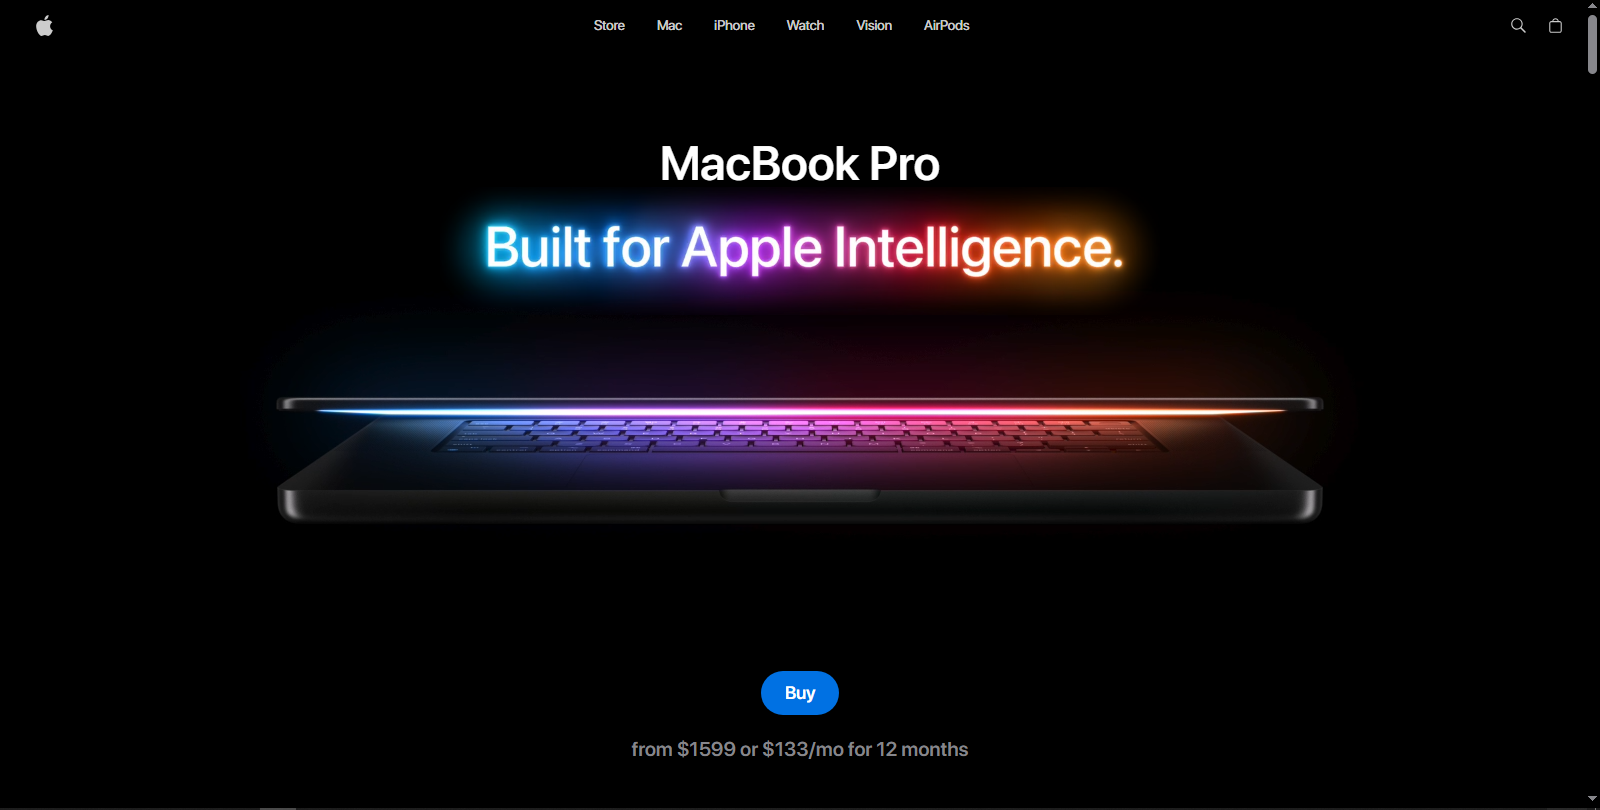 Store Mac iPhone Watch Vision AirPods
MacBook Pro
Built for Apple Intelligence.
Buy
from $1599 or $133/mo for 12 months